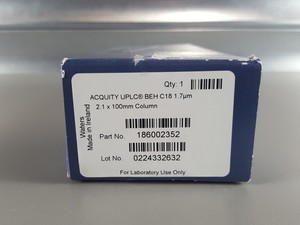 Qty: 1
ACQUITY UPLC® BEH C18 1.7µm
2.1 x 100mm Column
Waters
Made in Ireland
Part No. 186002352
Lot No. 0224332632
For Laboratory Use Only